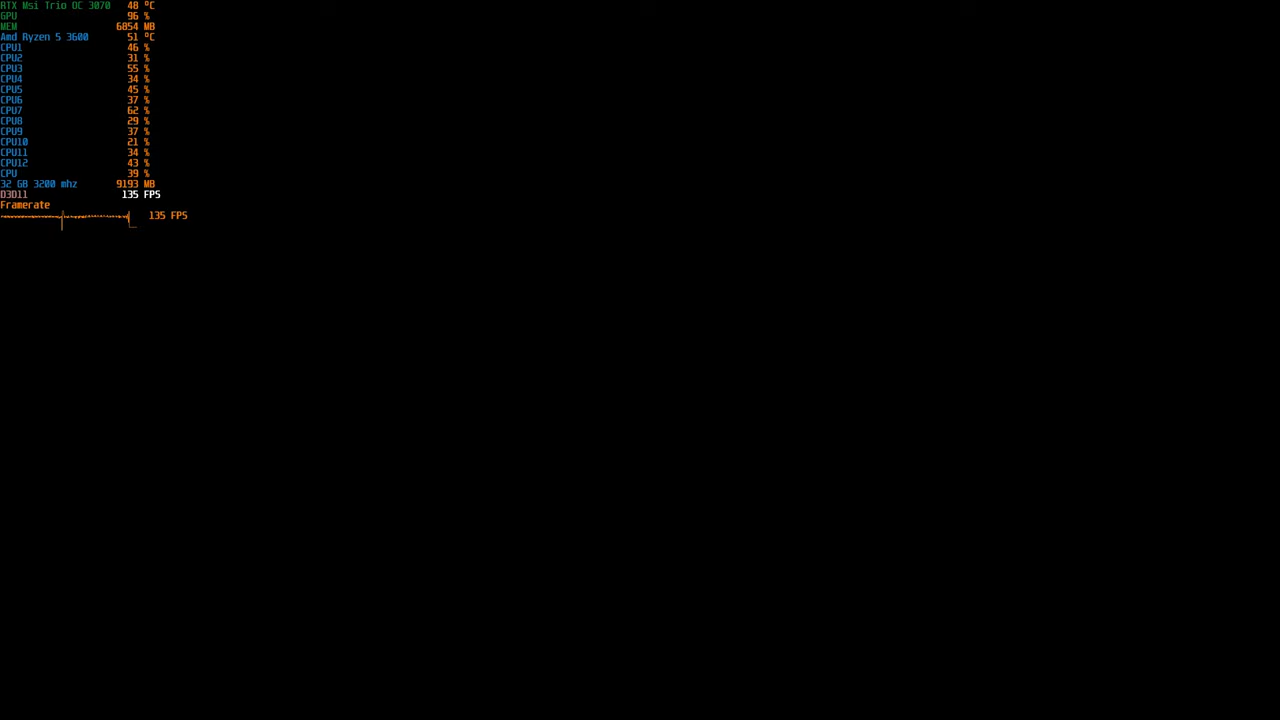 RTX Msi Trio OC 3070 48 °C
GPU 96 %
MEM 6854 MB
Amd Ryzen 5 3600 51 °C
CPU1 46 %
CPU2 31 %
CPU3 55 %
CPU4 34 %
CPU5 45 %
CPU6 37 %
CPU7 62 %
CPU8 29 %
CPU9 37 %
CPU10 21 %
CPU11 34 %
CPU12 43 %
CPU 39 %
32 GB 3200 mhz 9193 MB
D3D11 135 FPS
Framerate
135 FPS